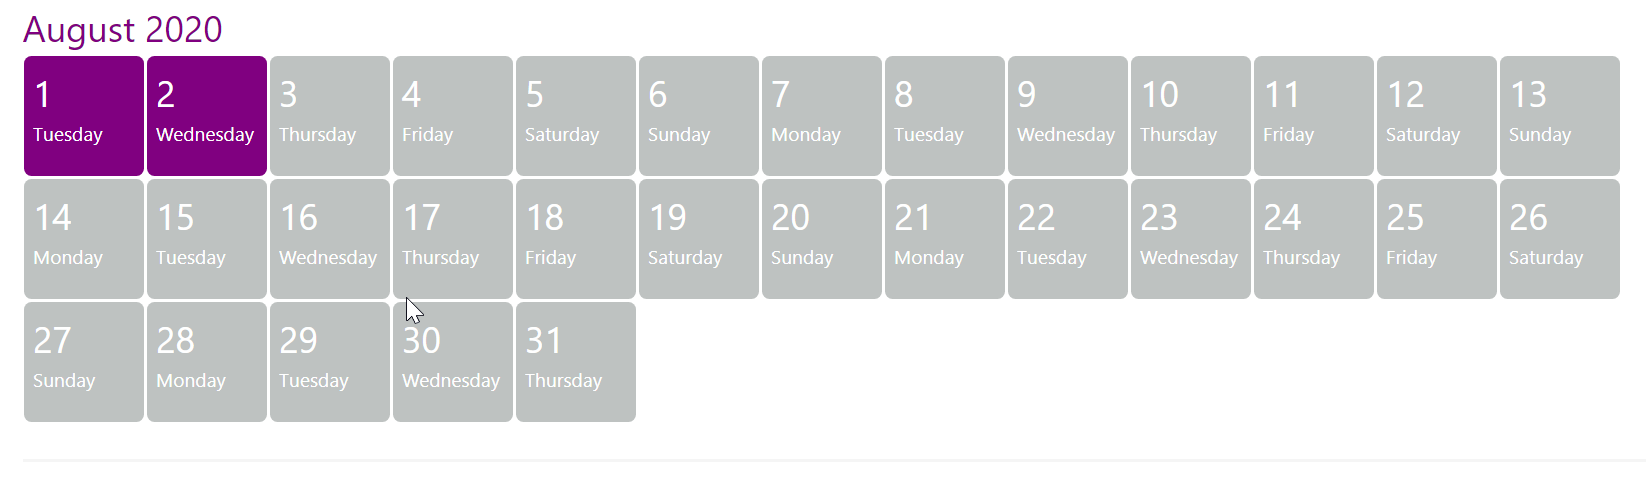 August 2020
1 2 3 4 5 6 7 8 9 10 11 12 13
Tuesday Wednesday Thursday Friday Saturday Sunday Monday Tuesday Wednesday Thursday Friday Saturday Sunday
14 15 16 17 18 19 20 21 22 23 24 25 26
Monday Tuesday Wednesday Thursday Friday Saturday Sunday Monday Tuesday Wednesday Thursday Friday Saturday
27 28 29 30 31
Sunday Monday Tuesday Wednesday Thursday